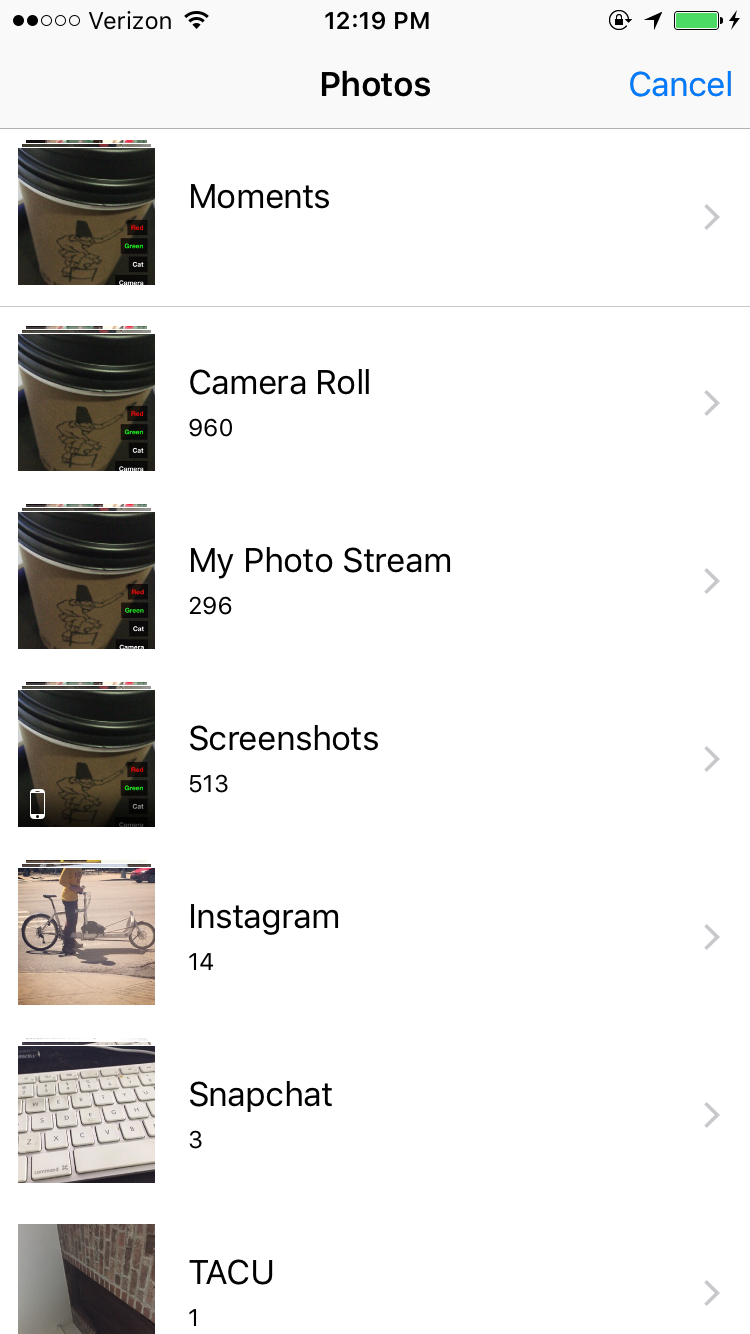 Verizon 12:19 PM
Photos Cancel
Moments
Red
Green
Cat
Camera
Camera Roll
960
Red
Green
Cat
Camera
My Photo Stream
296
Red
Green
Cat
Camera
Screenshots
513
Red
Green
Cat
Camera
Instagram
14
Snapchat
3
command ⌘
TACU
1